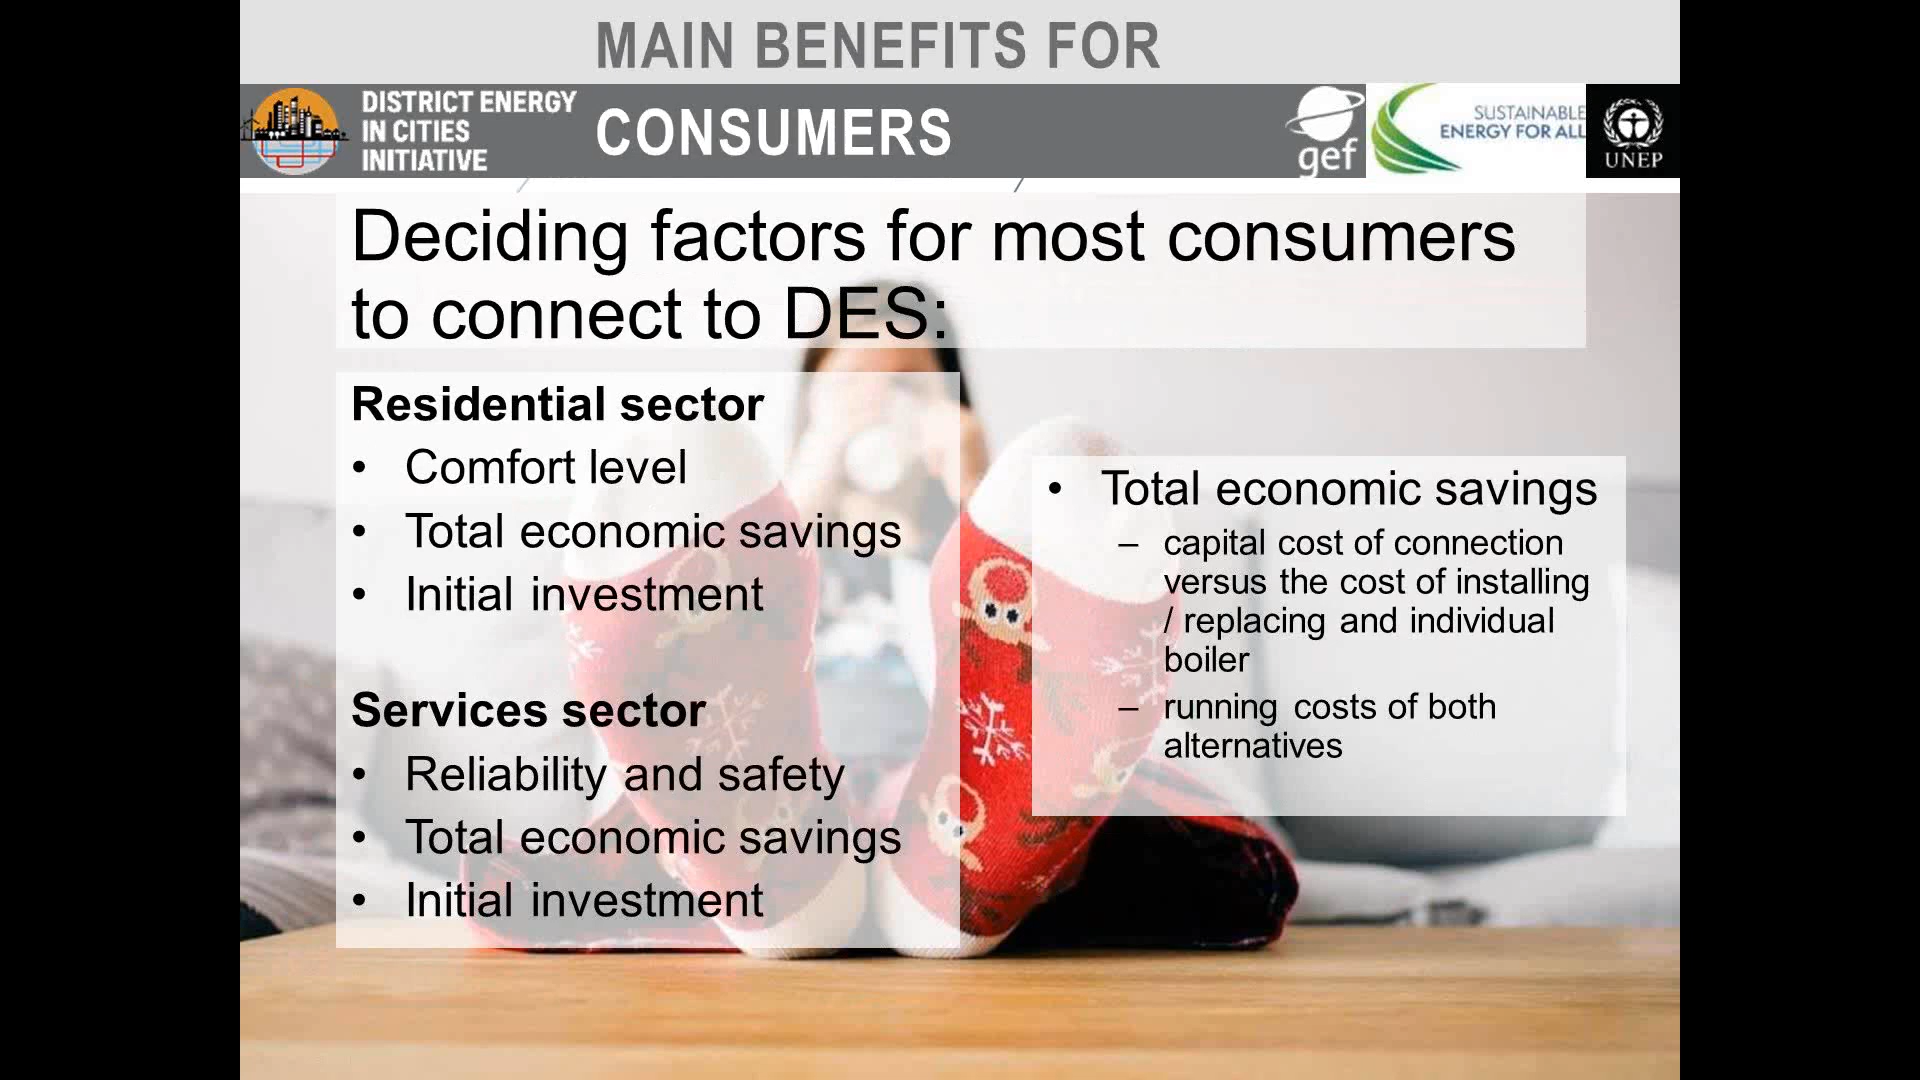 MAIN BENEFITS FOR
CONSUMERS
DISTRICT ENERGY
IN CITIES
INITIATIVE
gef
SUSTAINABLE
ENERGY FOR ALL
UNEP
Deciding factors for most consumers
to connect to DES:
Residential sector
• Comfort level
• Total economic savings
• Initial investment
Services sector
• Reliability and safety
• Total economic savings
• Initial investment
• Total economic savings
– capital cost of connection
versus the cost of installing
/ replacing and individual
boiler
– running costs of both
alternatives